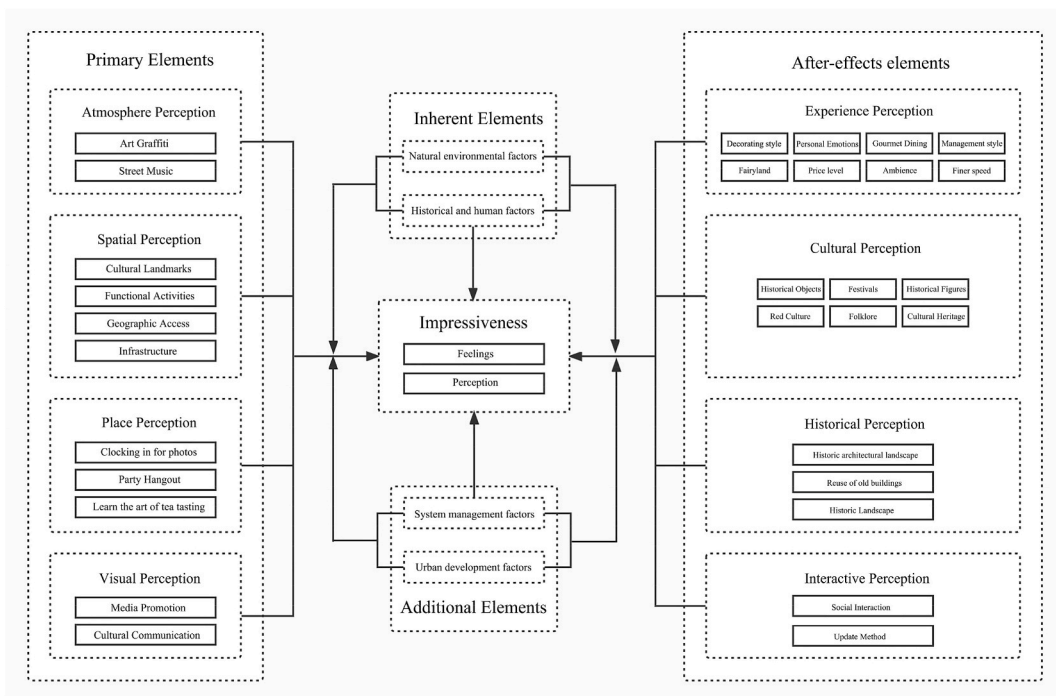 Primary Elements
Atmosphere Perception
Art Graffiti
Street Music
Spatial Perception
Cultural Landmarks
Functional Activities
Geographic Access
Infrastructure
Place Perception
Clocking in for photos
Party Hangout
Learn the art of tea tasting
Visual Perception
Media Promotion
Cultural Communication
Inherent Elements
Natural environmental factors
Historical and human factors
Impressiveness
Feelings
Perception
System management factors
Urban development factors
Additional Elements
After-effects elements
Experience Perception
Decorating style
Personal Emotions
Gourmet Dining
Management style
Fairyland
Price level
Ambience
Finer speed
Cultural Perception
Historical Objects
Festivals
Historical Figures
Red Culture
Folklore
Cultural Heritage
Historical Perception
Historic architectural landscape
Reuse of old buildings
Historic Landscape
Interactive Perception
Social Interaction
Update Method